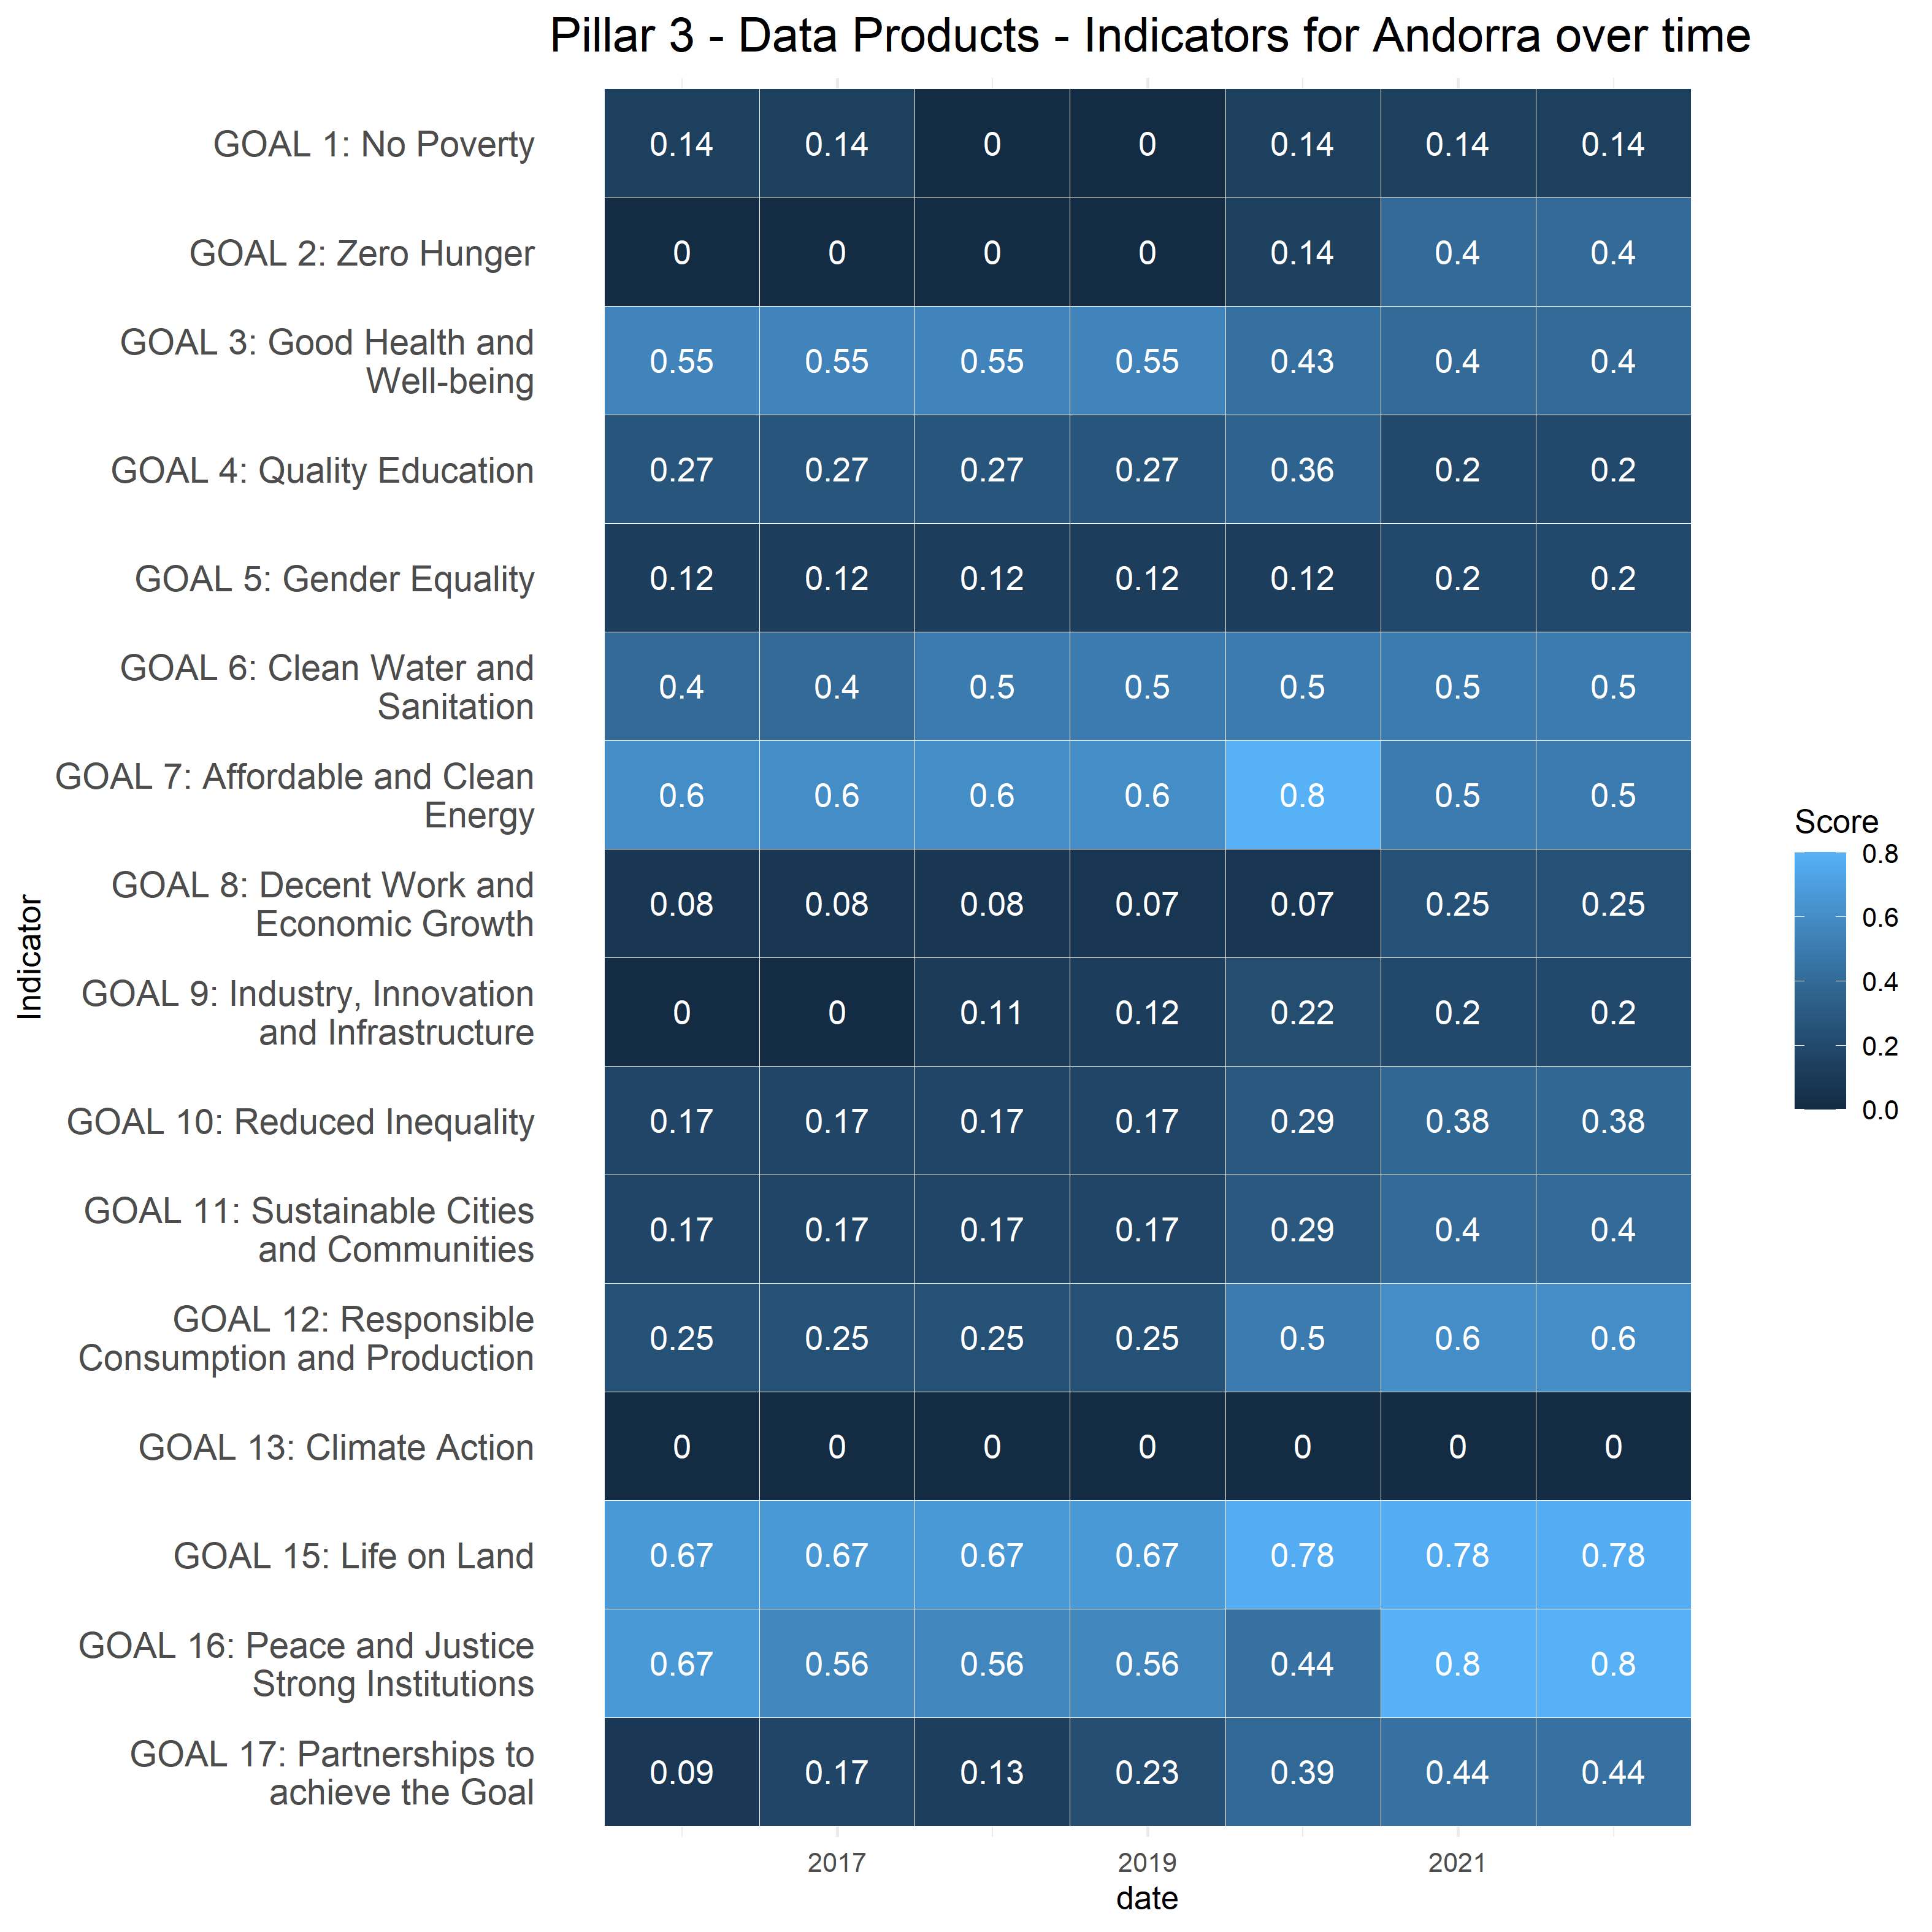 Pillar 3 - Data Products - Indicators for Andorra over time
GOAL 1: No Poverty
0.14 0.14 0 0 0.14 0.14 0.14
GOAL 2: Zero Hunger
0 0 0 0 0.14 0.4 0.4
GOAL 3: Good Health and
Well-being
0.55 0.55 0.55 0.55 0.43 0.4 0.4
GOAL 4: Quality Education
0.27 0.27 0.27 0.27 0.36 0.2 0.2
GOAL 5: Gender Equality
0.12 0.12 0.12 0.12 0.12 0.2 0.2
GOAL 6: Clean Water and
Sanitation
0.4 0.4 0.5 0.5 0.5 0.5 0.5
GOAL 7: Affordable and Clean
Energy
0.6 0.6 0.6 0.6 0.8 0.5 0.5
GOAL 8: Decent Work and
Economic Growth
0.08 0.08 0.08 0.07 0.07 0.25 0.25
GOAL 9: Industry, Innovation
and Infrastructure
0 0 0.11 0.12 0.22 0.2 0.2
GOAL 10: Reduced Inequality
0.17 0.17 0.17 0.17 0.29 0.38 0.38
GOAL 11: Sustainable Cities
and Communities
0.17 0.17 0.17 0.17 0.29 0.4 0.4
GOAL 12: Responsible
Consumption and Production
0.25 0.25 0.25 0.25 0.5 0.6 0.6
GOAL 13: Climate Action
0 0 0 0 0 0 0
GOAL 15: Life on Land
0.67 0.67 0.67 0.67 0.78 0.78 0.78
GOAL 16: Peace and Justice
Strong Institutions
0.67 0.56 0.56 0.56 0.44 0.8 0.8
GOAL 17: Partnerships to
achieve the Goal
0.09 0.17 0.13 0.23 0.39 0.44 0.44
2017 2019 2021
date
Indicator
Score
0.8
0.6
0.4
0.2
0.0